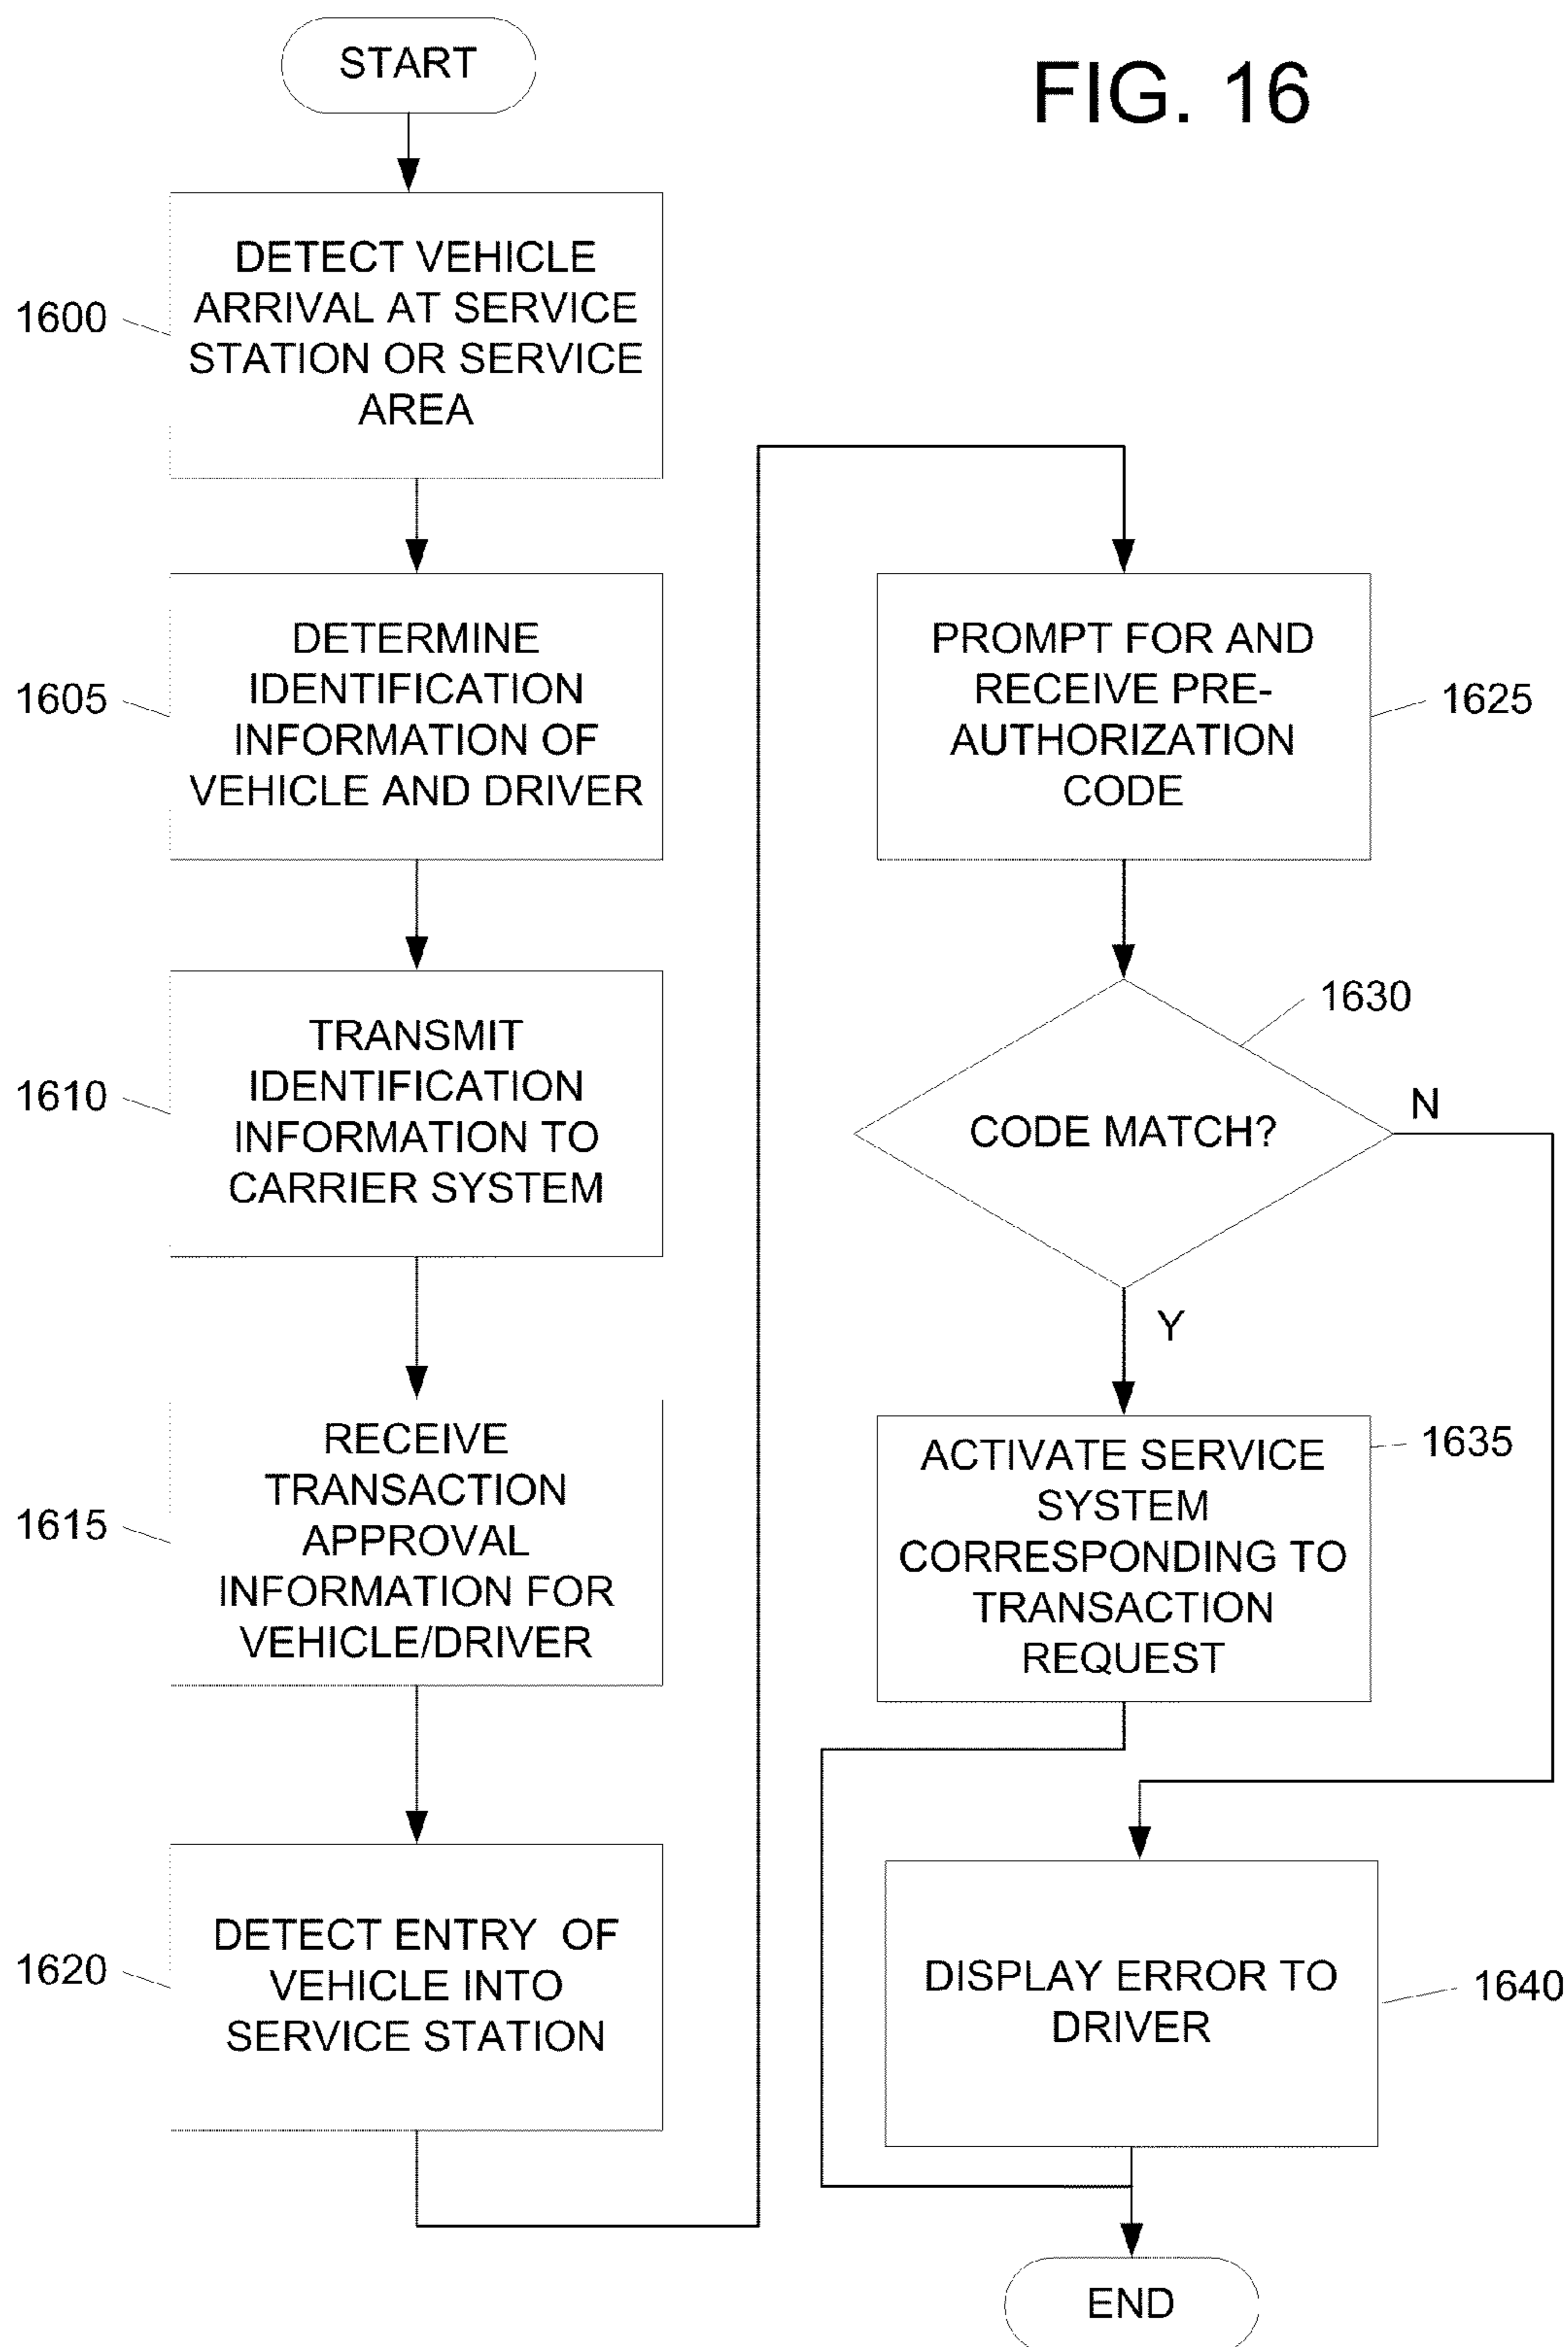 FIG. 16
START
1600
DETECT VEHICLE
ARRIVAL AT SERVICE
STATION OR SERVICE
AREA
1605
DETERMINE
IDENTIFICATION
INFORMATION OF
VEHICLE AND DRIVER
1610
TRANSMIT
IDENTIFICATION
INFORMATION TO
CARRIER SYSTEM
1615
RECEIVE
TRANSACTION
APPROVAL
INFORMATION FOR
VEHICLE/DRIVER
1620
DETECT ENTRY OF
VEHICLE INTO
SERVICE STATION
PROMPT FOR AND
RECEIVE PRE-
AUTHORIZATION
CODE
1625
1630
CODE MATCH?
N
Y
ACTIVATE SERVICE
SYSTEM
CORRESPONDING TO
TRANSACTION
REQUEST
1635
DISPLAY ERROR TO
DRIVER
1640
END